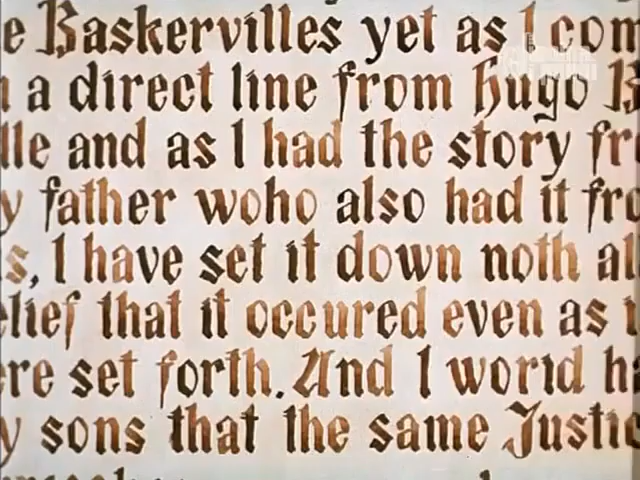 e Baskervilles yet as I com
n a direct line from Hugo B
lle and as I had the story fr
y father woho also had it fro
s, I have set it down noth al
elief that it occured even as i
ere set forth. And I world ha
y sons that the same Justic